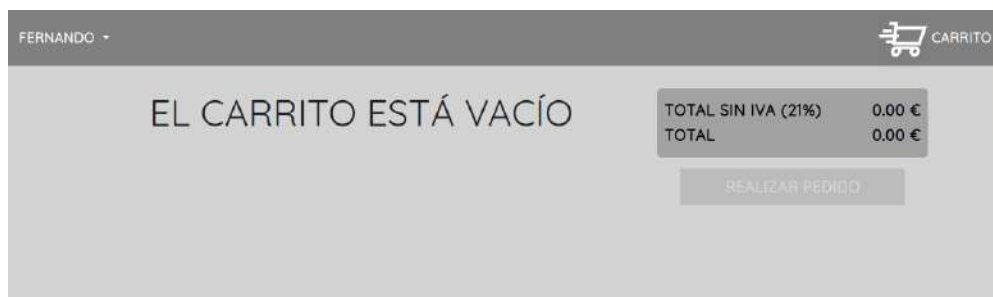 FERNANDO
CARRITO
EL CARRITO ESTÁ VACÍO
TOTAL SIN IVA (21%) 0.00 €
TOTAL 0.00 €
REALIZAR PEDIDO